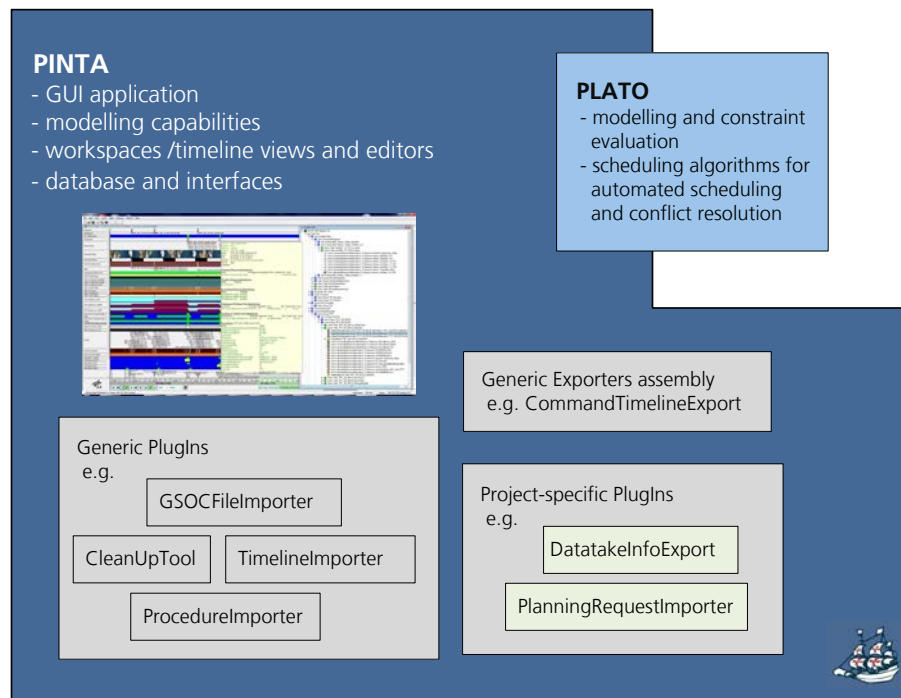 PINTA
- GUI application
- modelling capabilities
- workspaces /timeline views and editors
- database and interfaces
PLATO
- modelling and constraint
evaluation
- scheduling algorithms for
automated scheduling
and conflict resolution
Generic Exporters assembly
e.g. CommandTimelineExport
Generic PlugIns
e.g.
GSOCFileImporter
CleanUpTool
TimelineImporter
ProcedureImporter
Project-specific PlugIns
e.g.
DatatakeInfoExport
PlanningRequestImporter